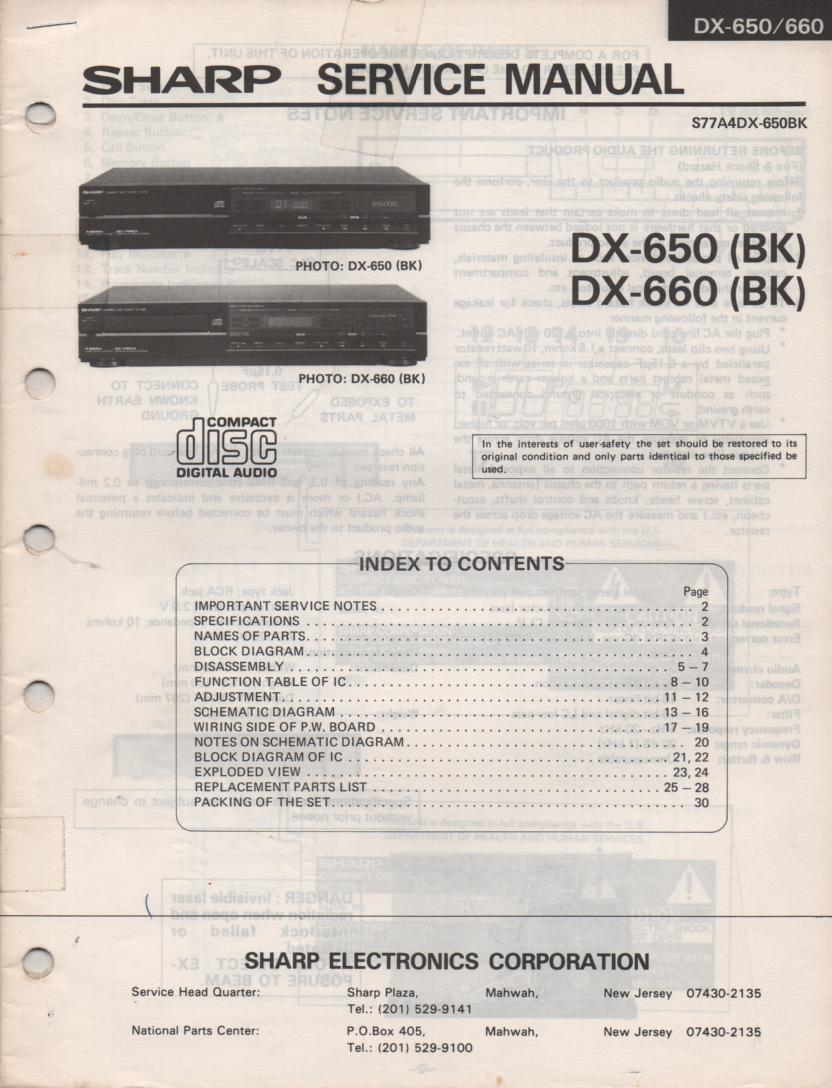 DX-650/660
SHARP SERVICE MANUAL
S77A4DX-650BK
DX-650 (BK)
DX-660 (BK)
SHARP
DIGITAL
PHOTO: DX-650 (BK)
SHARP
DIGITAL
PHOTO: DX-660 (BK)
COMPACT
disc
DIGITAL AUDIO
In the interests of user-safety the set should be restored to its
original condition and only parts identical to those specified be
used.
INDEX TO CONTENTS
Page
IMPORTANT SERVICE NOTES . . . . . . . . . . 2
SPECIFICATIONS . . . . . . . . . . 2
NAMES OF PARTS . . . . . . . . . . 3
BLOCK DIAGRAM . . . . . . . . . . 4
DISASSEMBLY . . . . . . . . . . 5 – 7
FUNCTION TABLE OF IC . . . . . . . . . . 8 – 10
ADJUSTMENT . . . . . . . . . . 11 – 12
SCHEMATIC DIAGRAM . . . . . . . . . . 13 – 16
WIRING SIDE OF P.W. BOARD . . . . . . . . . . 17 – 19
NOTES ON SCHEMATIC DIAGRAM . . . . . . . . . . 20
BLOCK DIAGRAM OF IC . . . . . . . . . . 21, 22
EXPLODED VIEW . . . . . . . . . . 23, 24
REPLACEMENT PARTS LIST . . . . . . . . . . 25 – 28
PACKING OF THE SET . . . . . . . . . . 30
SHARP ELECTRONICS CORPORATION
Service Head Quarter: Sharp Plaza, Mahwah, New Jersey 07430-2135
Tel.: (201) 529-9141
National Parts Center: P.O.Box 405, Mahwah, New Jersey 07430-2135
Tel.: (201) 529-9100